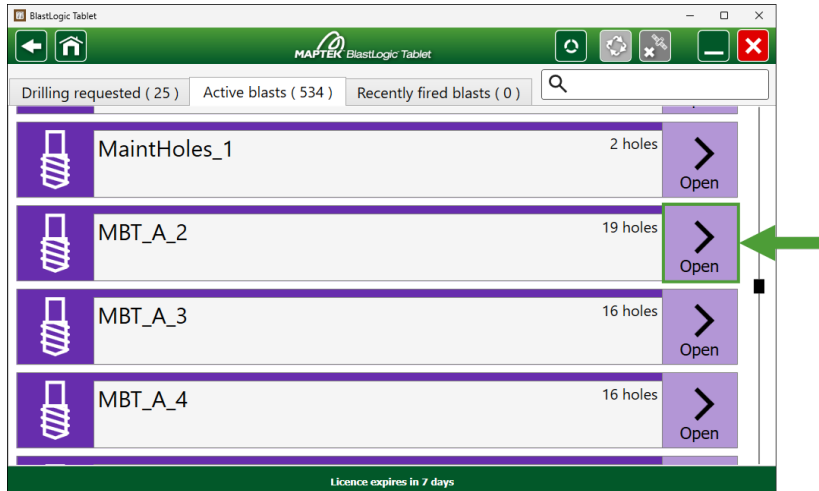 BlastLogic Tablet
MAPTEK BlastLogic Tablet
Drilling requested ( 25 ) Active blasts ( 534 ) Recently fired blasts ( 0 )
MaintHoles_1 2 holes
Open
MBT_A_2 19 holes
Open
MBT_A_3 16 holes
Open
MBT_A_4 16 holes
Open
Licence expires in 7 days